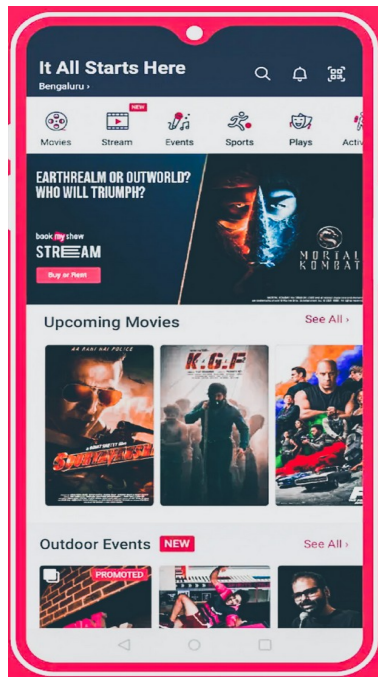 It All Starts Here
Bengaluru ›
NEW
Movies
Stream
Events
Sports
Plays
Activ
EARTHREALM OR OUTWORLD?
WHO WILL TRIUMPH?
book my show
STREAM
Buy or Rent
MORTAL
KOMBAT
Upcoming Movies
See All ›
AA RAHI HAI POLICE
SOORYAVANSHI
K.G.F
F
Outdoor Events NEW
See All ›
PROMOTED